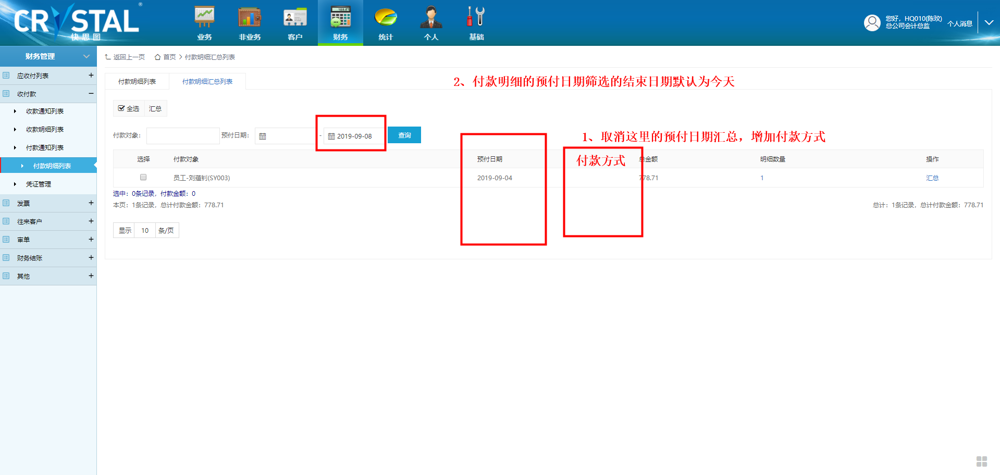 CRYSTAL ®
快思图
业务
非业务
客户
财务
统计
个人
基础
您好，HQ010(陈玟)
总公司会计总监
个人消息
财务管理
应收付列表 +
收付款 −
收款通知列表
收款明细列表
付款通知列表
付款明细列表
凭证管理
发票 +
往来客户 +
审单 +
财务结账 +
其他 +
返回上一页 首页 > 付款明细汇总列表
付款明细列表 付款明细汇总列表
2、付款明细的预付日期筛选的结束日期默认为今天
全选 汇总
付款对象： 预付日期： - 2019-09-08 查询
1、取消这里的预付日期汇总，增加付款方式
选择 付款对象 预付日期 付款方式 总金额 明细数量 操作
员工-刘蕴钊(SY003) 2019-09-04 778.71 1 汇总
选中：0条记录，付款金额：0
本页：1条记录，总计付款金额：778.71 总计：1条记录，总计付款金额：778.71
显示 10 条/页